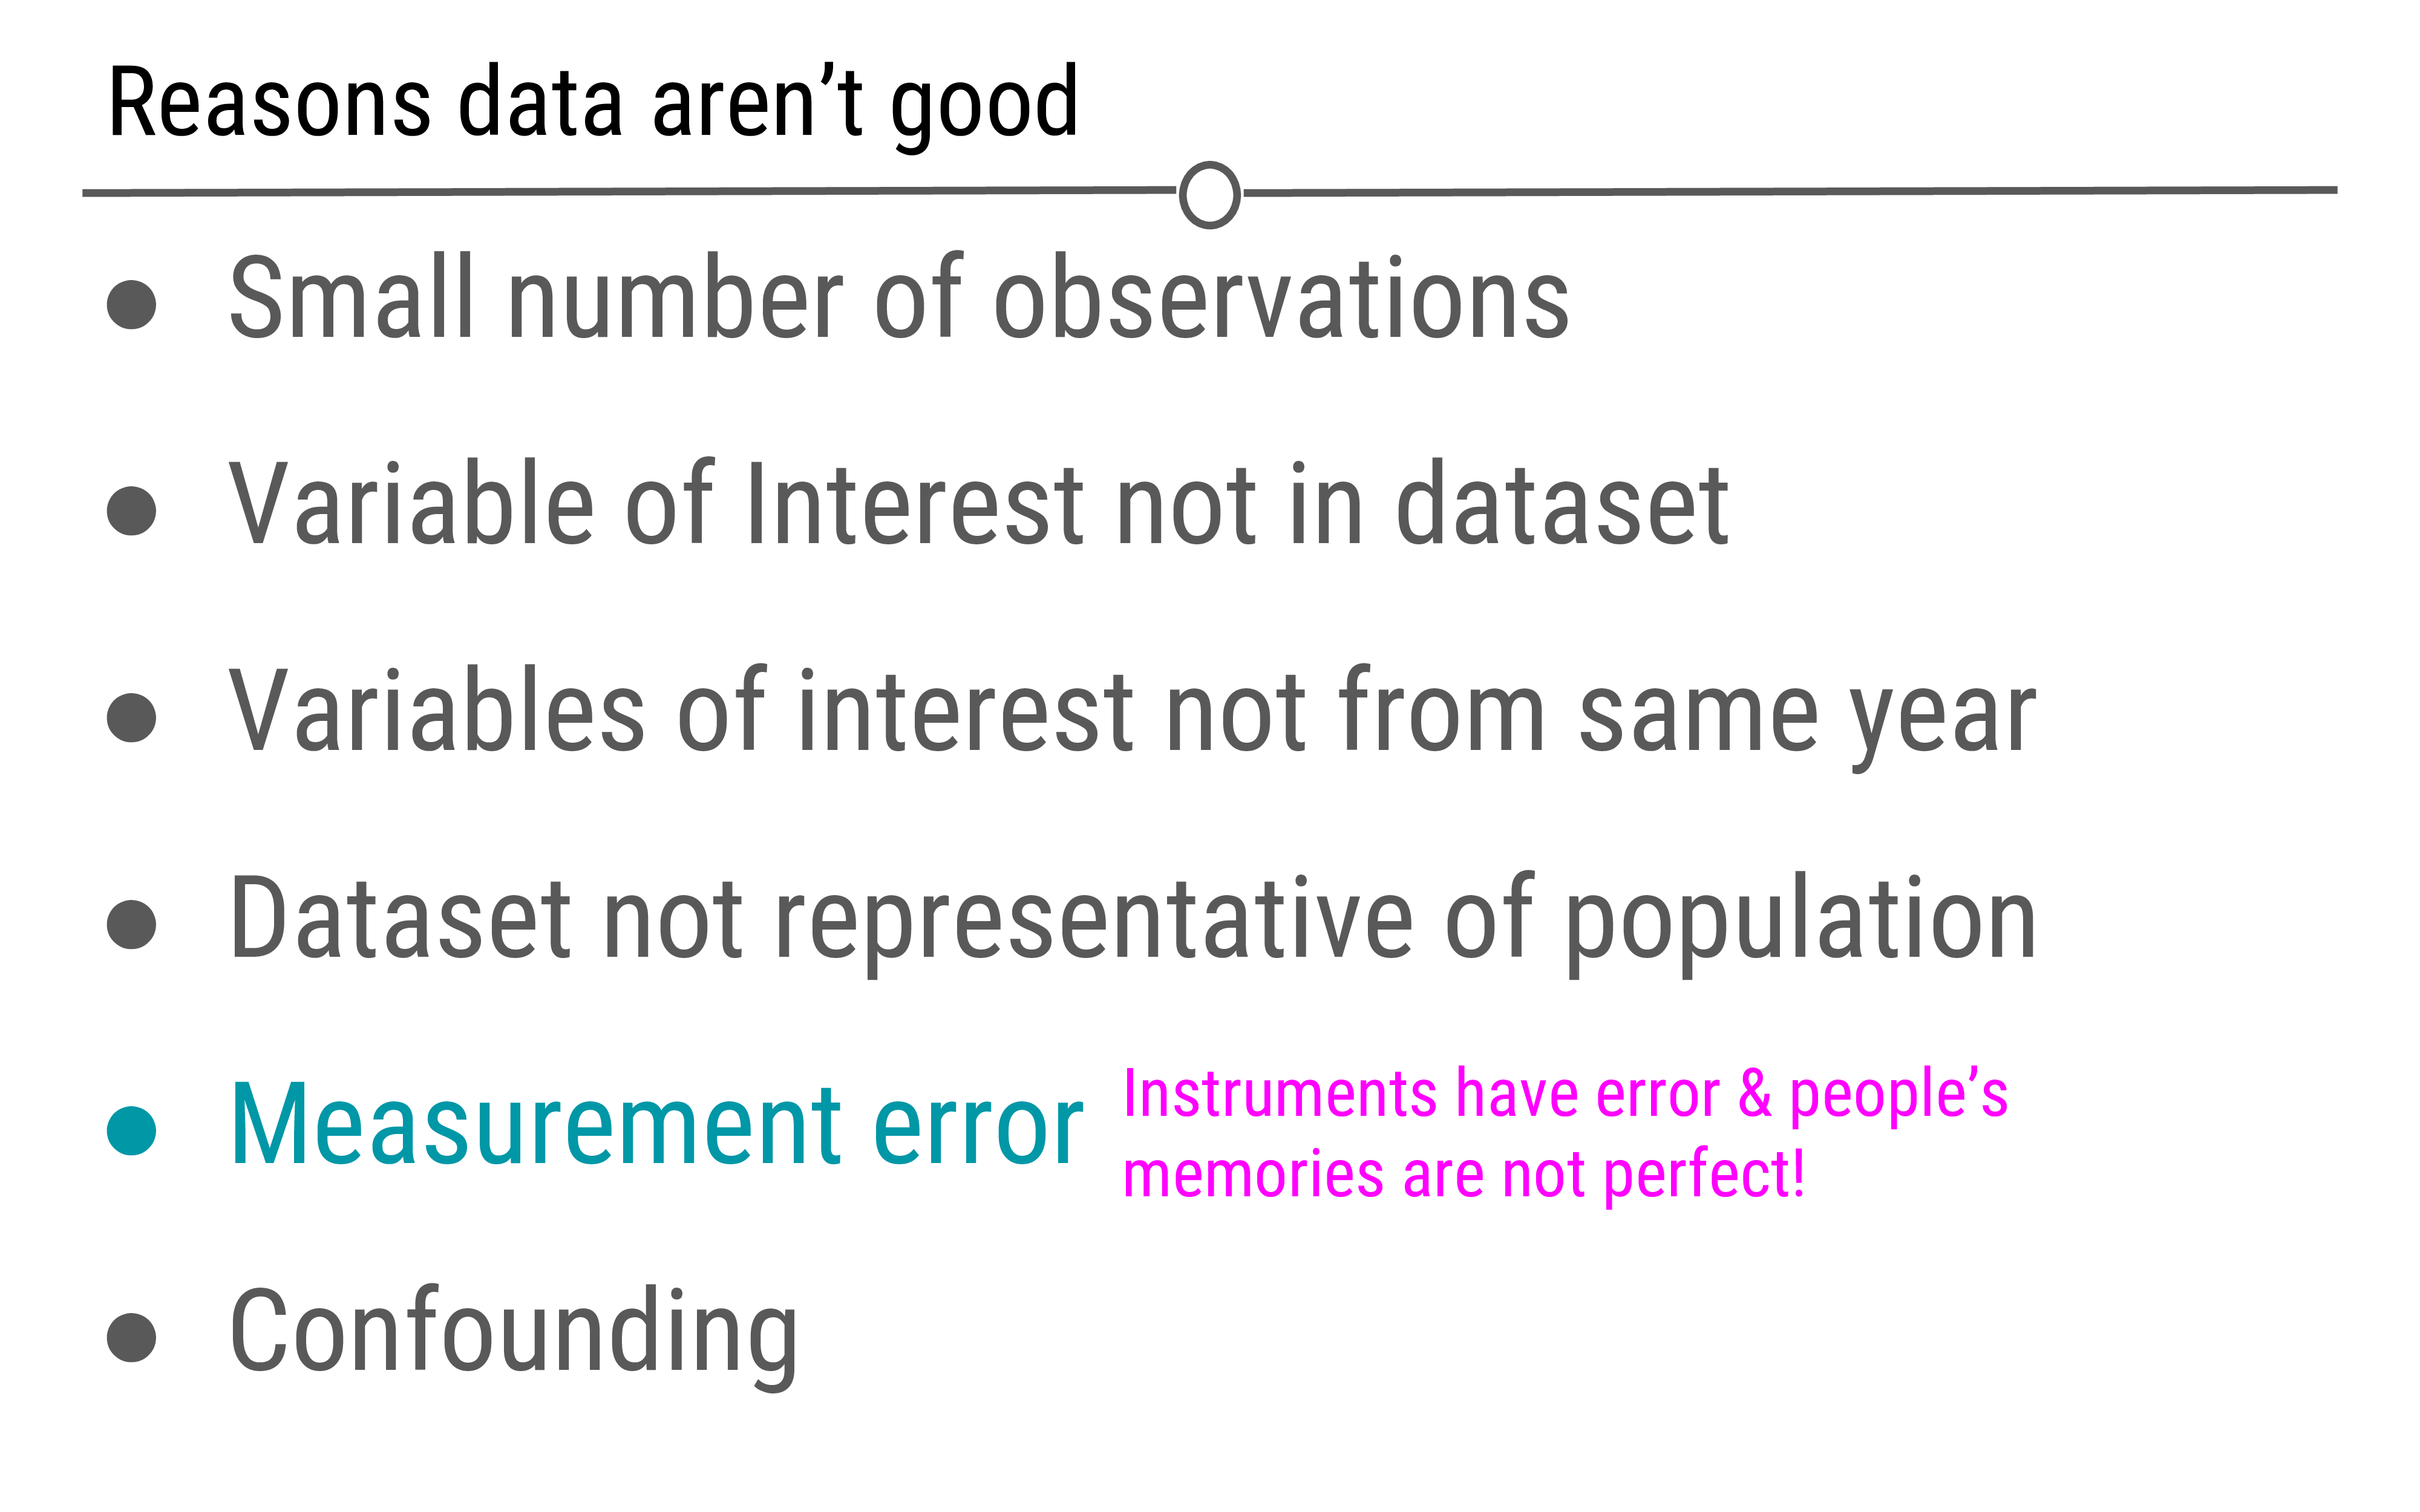 Reasons data aren’t good
● Small number of observations
● Variable of Interest not in dataset
● Variables of interest not from same year
● Dataset not representative of population
● Measurement error
Instruments have error & people’s
memories are not perfect!
● Confounding